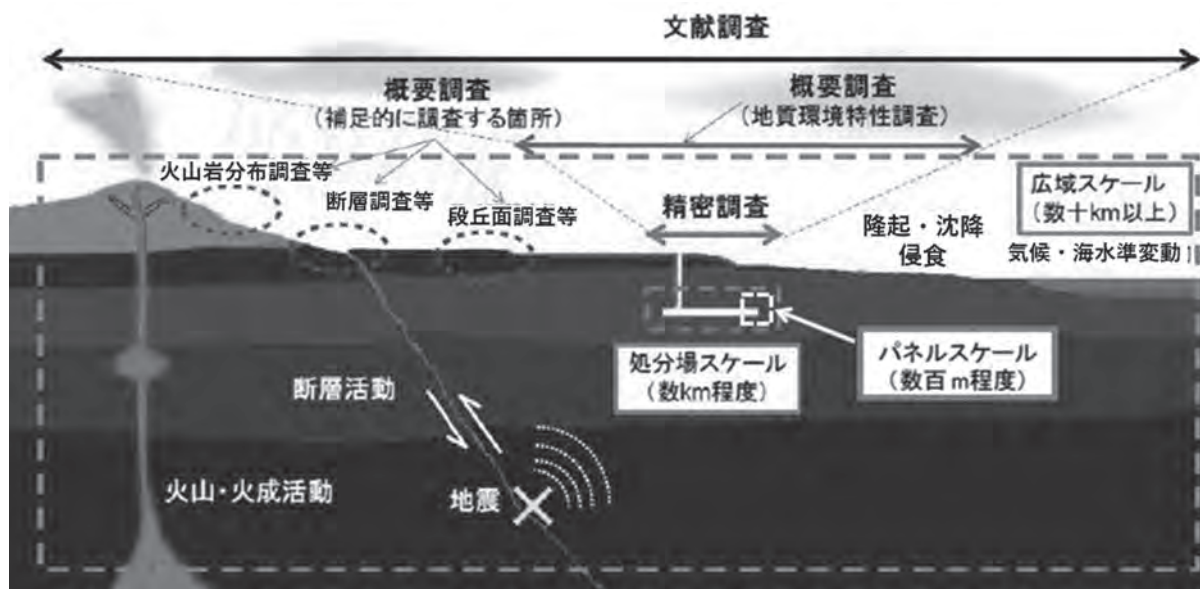 文献調査
概要調査
(補足的に調査する箇所)
概要調査
(地質環境特性調査)
火山岩分布調査等
断層調査等
段丘面調査等
精密調査
隆起・沈降
侵食
広域スケール
(数十km以上)
気候・海水準変動
処分場スケール
(数km程度)
パネルスケール
(数百m程度)
断層活動
火山・火成活動
地震